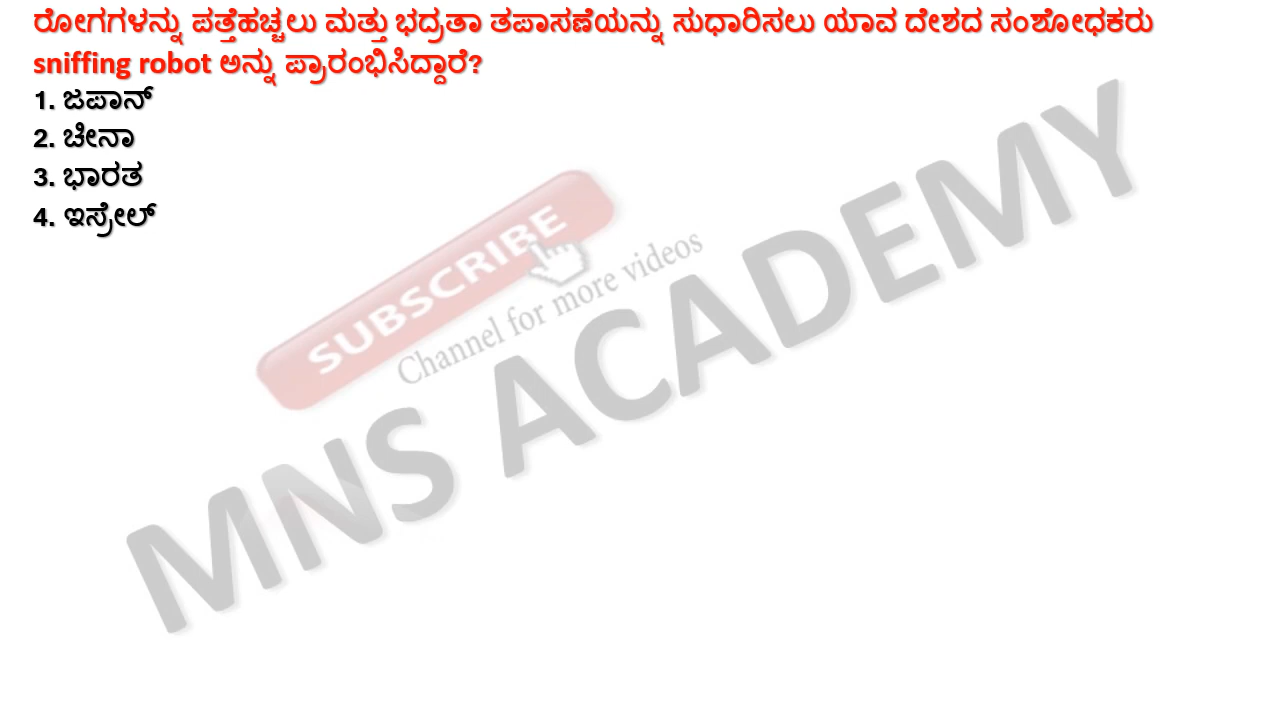 ರೋಗಗಳನ್ನು ಪತ್ತೆಹಚ್ಚಲು ಮತ್ತು ಭದ್ರತಾ ತಪಾಸಣೆಯನ್ನು ಸುಧಾರಿಸಲು ಯಾವ ದೇಶದ ಸಂಶೋಧಕರು
sniffing robot ಅನ್ನು ಪ್ರಾರಂಭಿಸಿದ್ದಾರೆ?
1. ಜಪಾನ್
2. ಚೀನಾ
3. ಭಾರತ
4. ಇಸ್ರೇಲ್
SUBSCRIBE
Channel for more videos
MNS ACADEMY